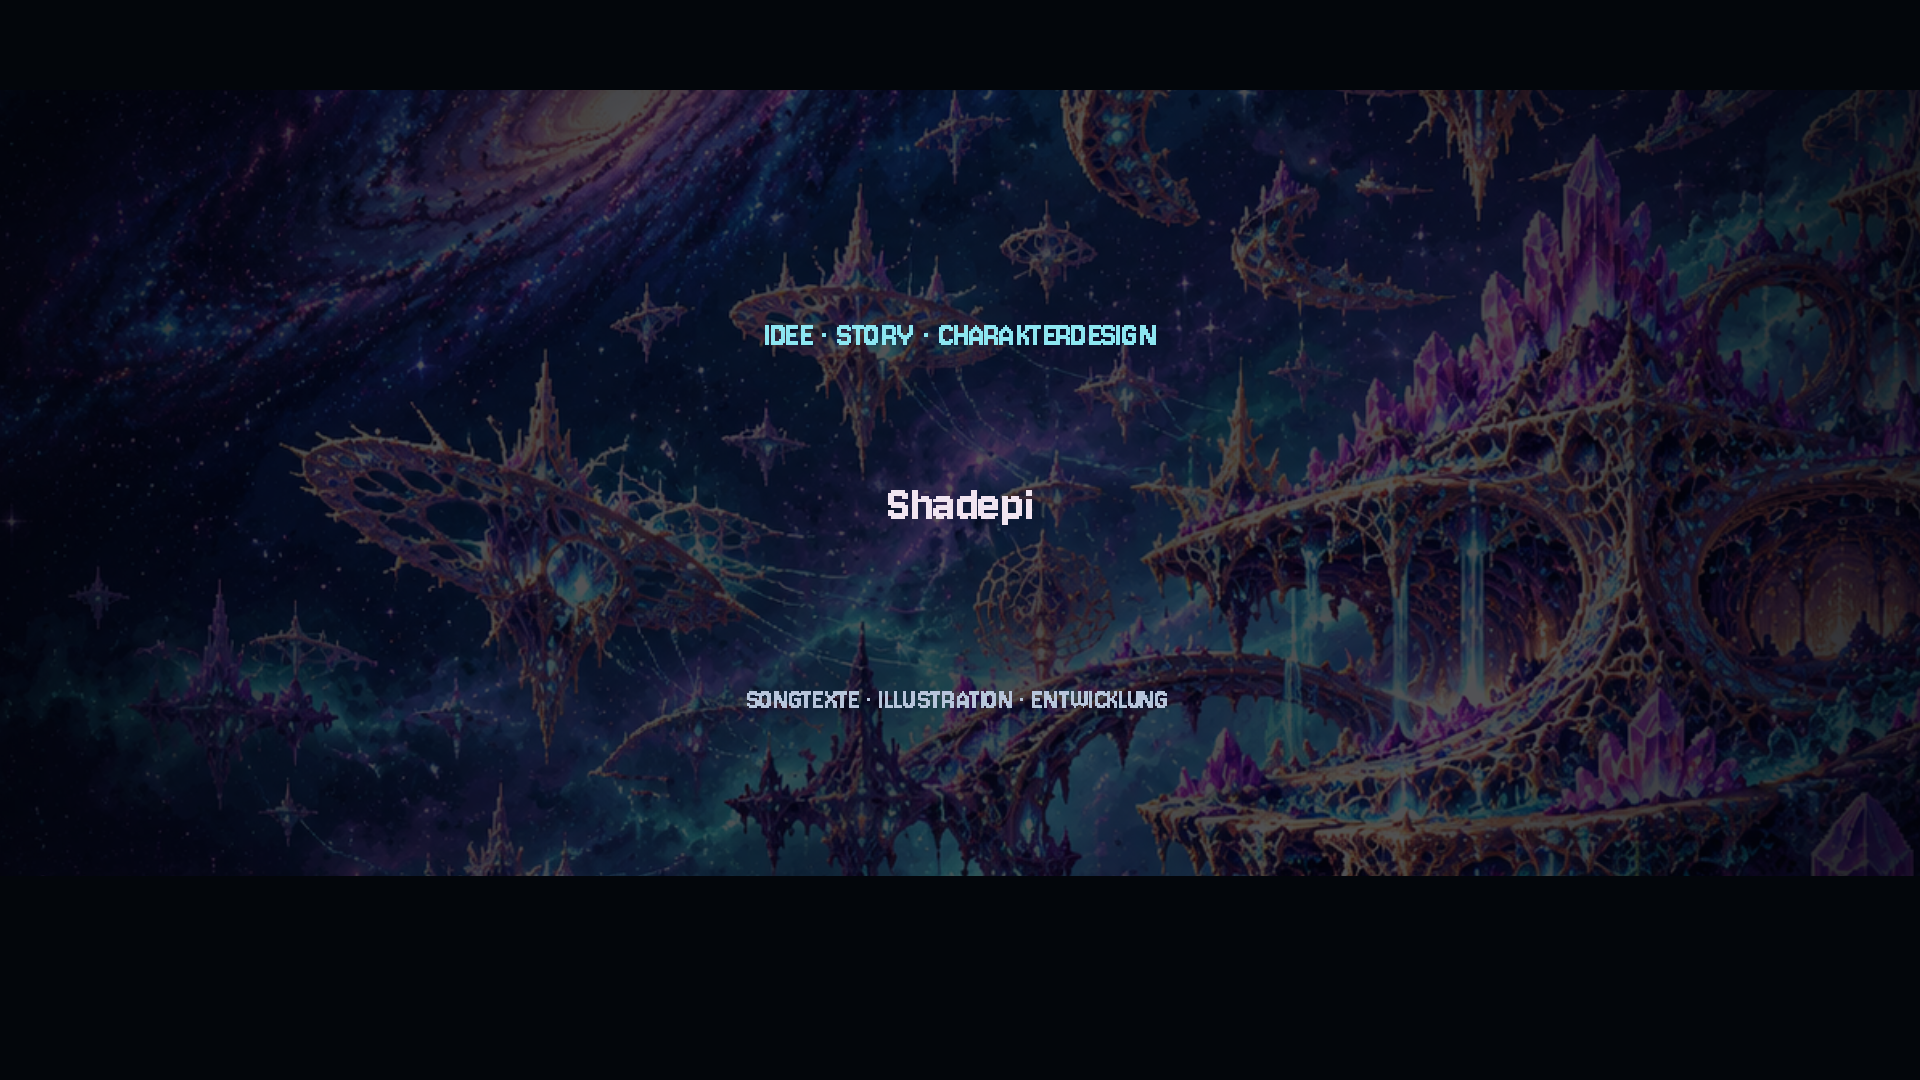 IDEE · STORY · CHARAKTERDESIGN
Shadepi
SONGTEXTE · ILLUSTRATION · ENTWICKLUNG